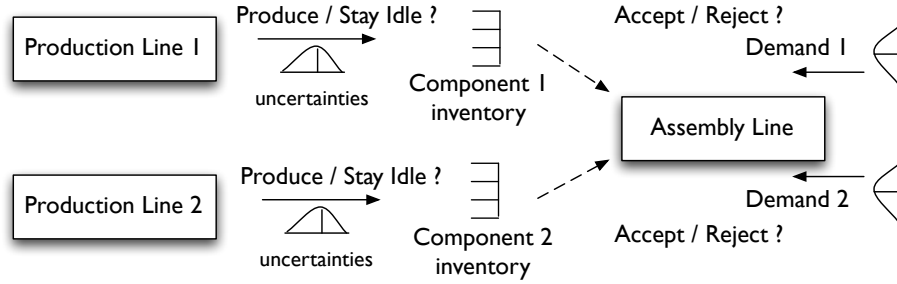 Produce / Stay Idle ?
Accept / Reject ?
Production Line 1
Demand 1
uncertainties
Component 1
inventory
Assembly Line
Produce / Stay Idle ?
Production Line 2
Demand 2
uncertainties
Component 2
inventory
Accept / Reject ?